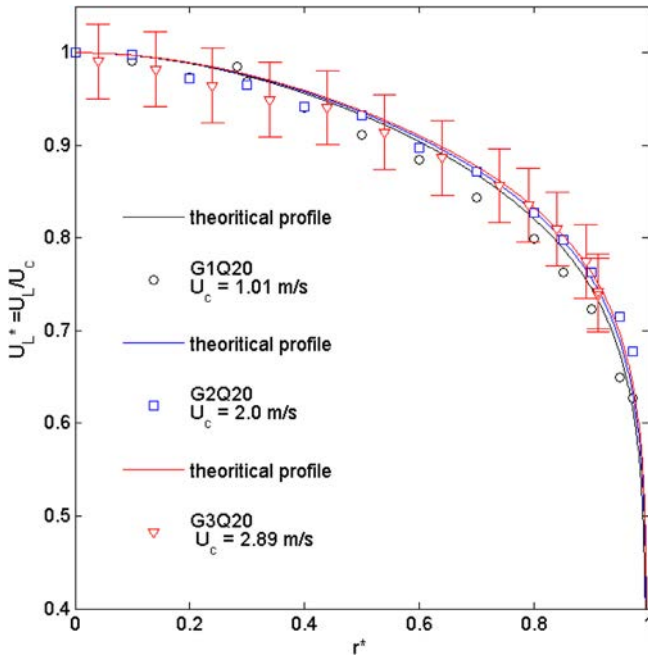 1
0.9
0.8
0.7
0.6
0.5
0.4
U_L* =U_L/U_c
theoritical profile
G1Q20
U_c = 1.01 m/s
theoritical profile
G2Q20
U_c = 2.0 m/s
theoritical profile
G3Q20
U_c = 2.89 m/s
0 0.2 0.4 0.6 0.8 1
r*